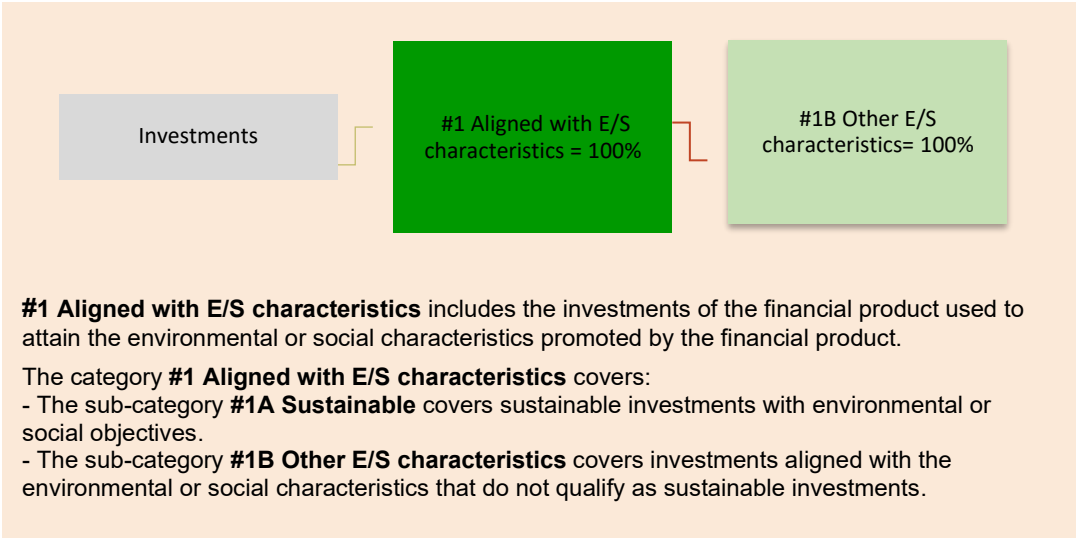 Investments
#1 Aligned with E/S
characteristics = 100%
#1B Other E/S
characteristics= 100%
#1 Aligned with E/S characteristics includes the investments of the financial product used to
attain the environmental or social characteristics promoted by the financial product.
The category #1 Aligned with E/S characteristics covers:
- The sub-category #1A Sustainable covers sustainable investments with environmental or
social objectives.
- The sub-category #1B Other E/S characteristics covers investments aligned with the
environmental or social characteristics that do not qualify as sustainable investments.